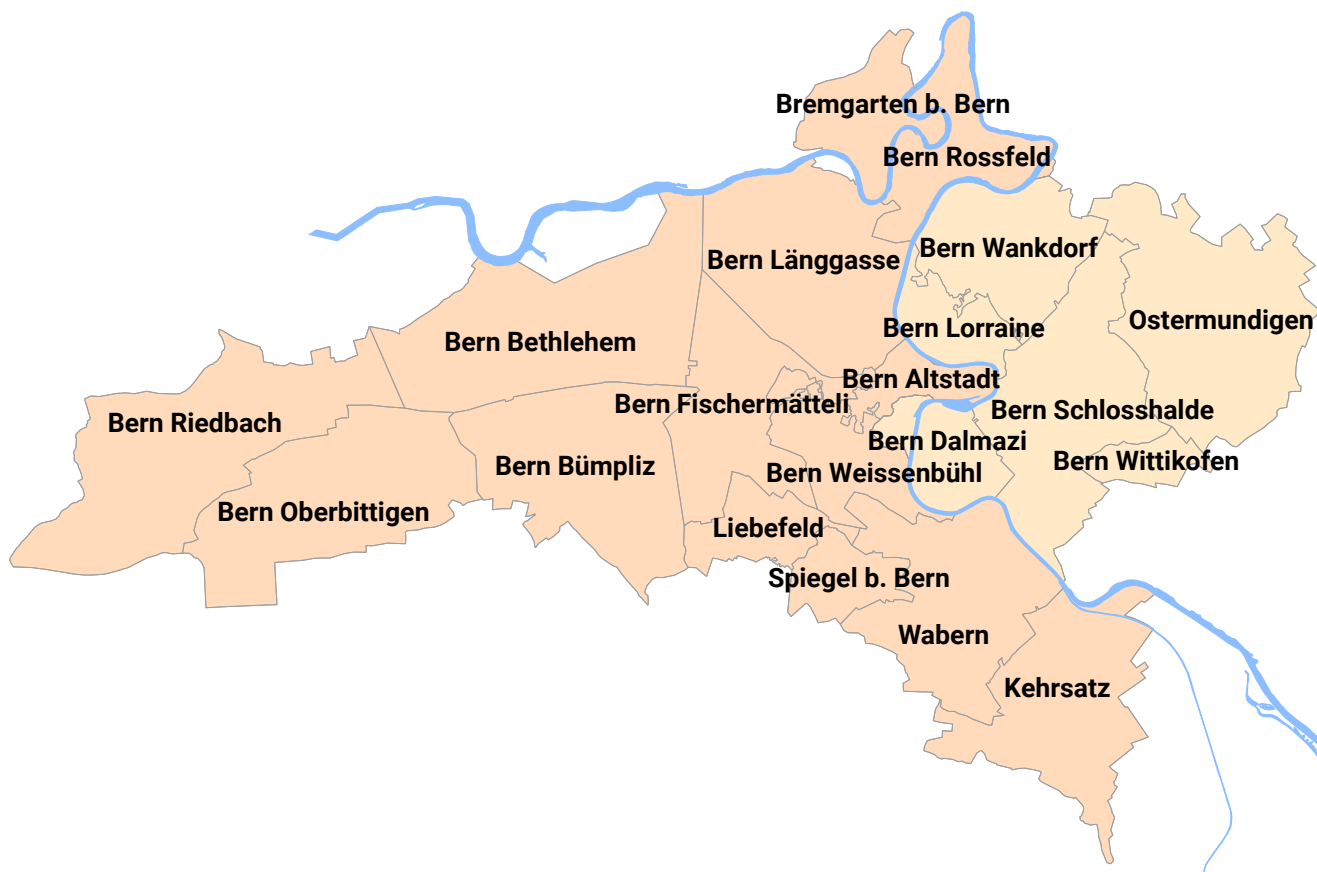 Bremgarten b. Bern
Bern Rossfeld
Bern Wankdorf
Bern Länggasse
Ostermundigen
Bern Lorraine
Bern Bethlehem
Bern Altstadt
Bern Fischermätteli
Bern Schlosshalde
Bern Riedbach
Bern Dalmazi
Bern Wittikofen
Bern Bümpliz
Bern Weissenbühl
Bern Oberbittigen
Liebefeld
Spiegel b. Bern
Wabern
Kehrsatz